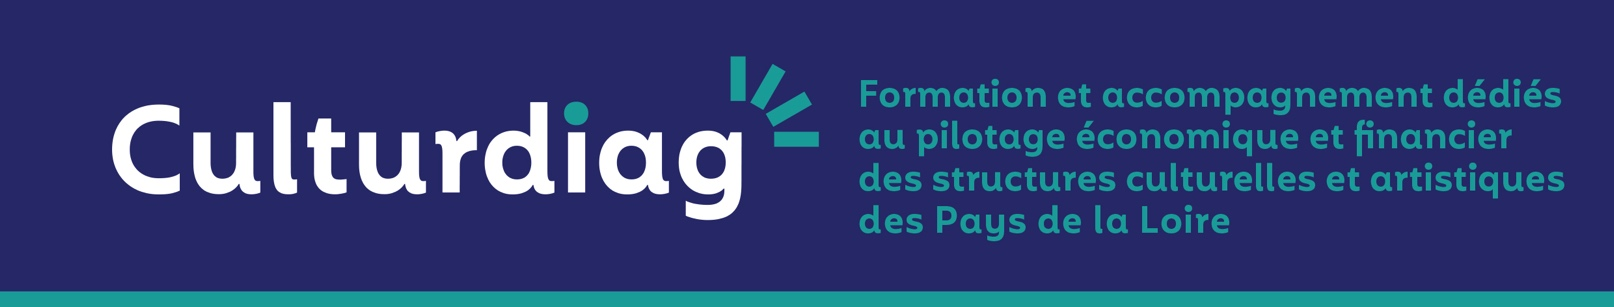 Culturdiag
Formation et accompagnement dédiés
au pilotage économique et financier
des structures culturelles et artistiques
des Pays de la Loire